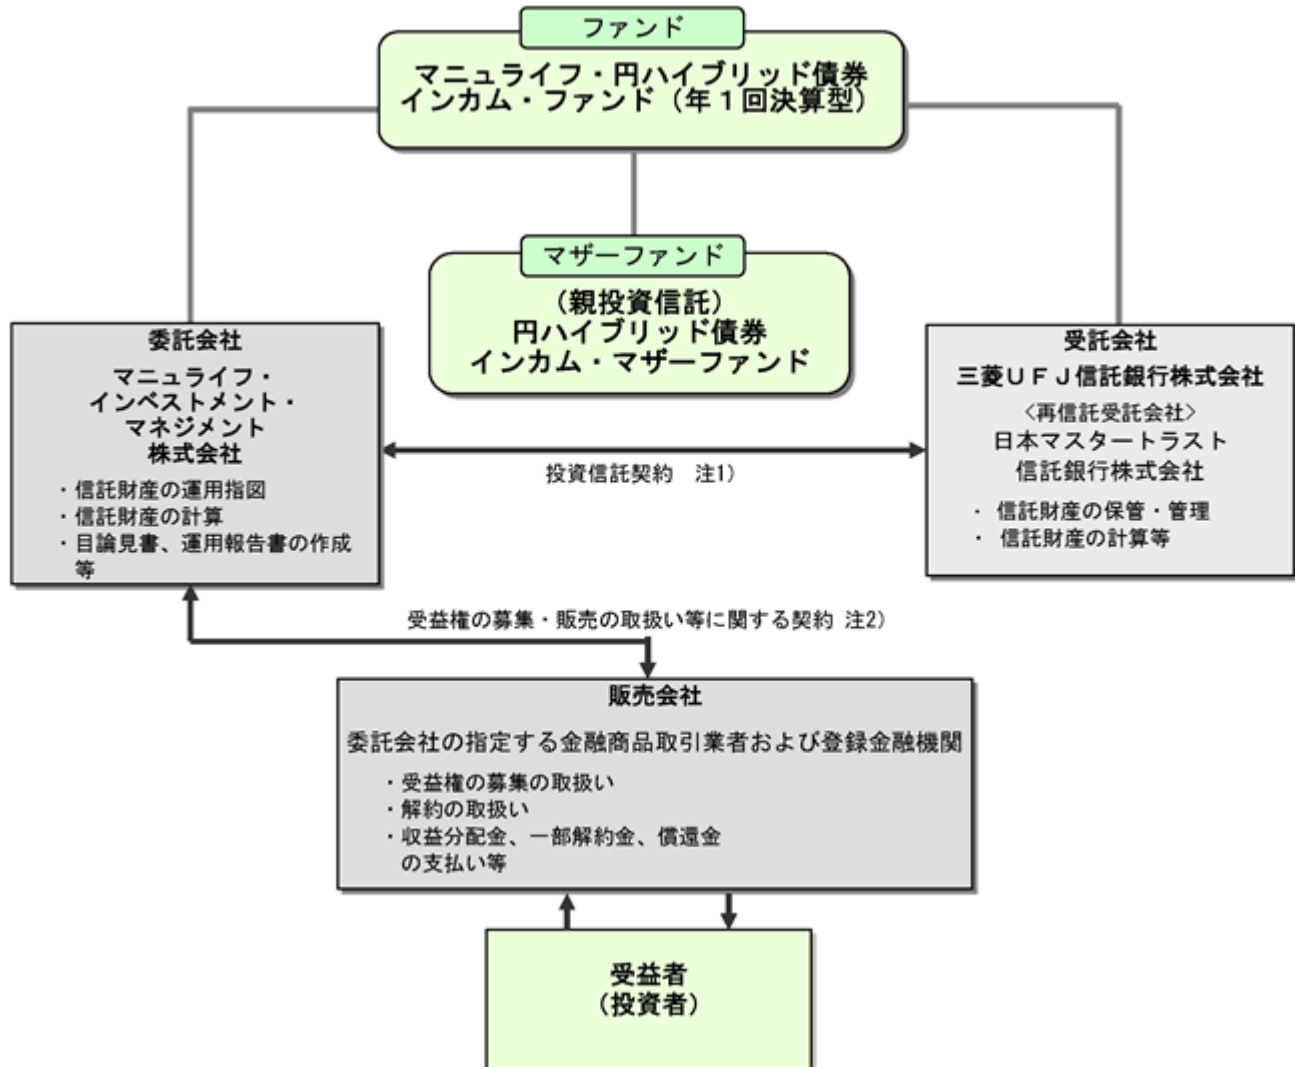 ファンド
マニュライフ・円ハイブリッド債券
インカム・ファンド（年１回決算型）
マザーファンド
（親投資信託）
円ハイブリッド債券
インカム・マザーファンド
委託会社
マニュライフ・
インベストメント・
マネジメント
株式会社
・信託財産の運用指図
・信託財産の計算
・目論見書、運用報告書の作成
等
受託会社
三菱ＵＦＪ信託銀行株式会社
〈再信託受託会社〉
日本マスタートラスト
信託銀行株式会社
・ 信託財産の保管・管理
・ 信託財産の計算等
投資信託契約　注1）
受益権の募集・販売の取扱い等に関する契約 注2）
販売会社
委託会社の指定する金融商品取引業者および登録金融機関
・受益権の募集の取扱い
・解約の取扱い
・収益分配金、一部解約金、償還金
の支払い等
受益者
（投資者）